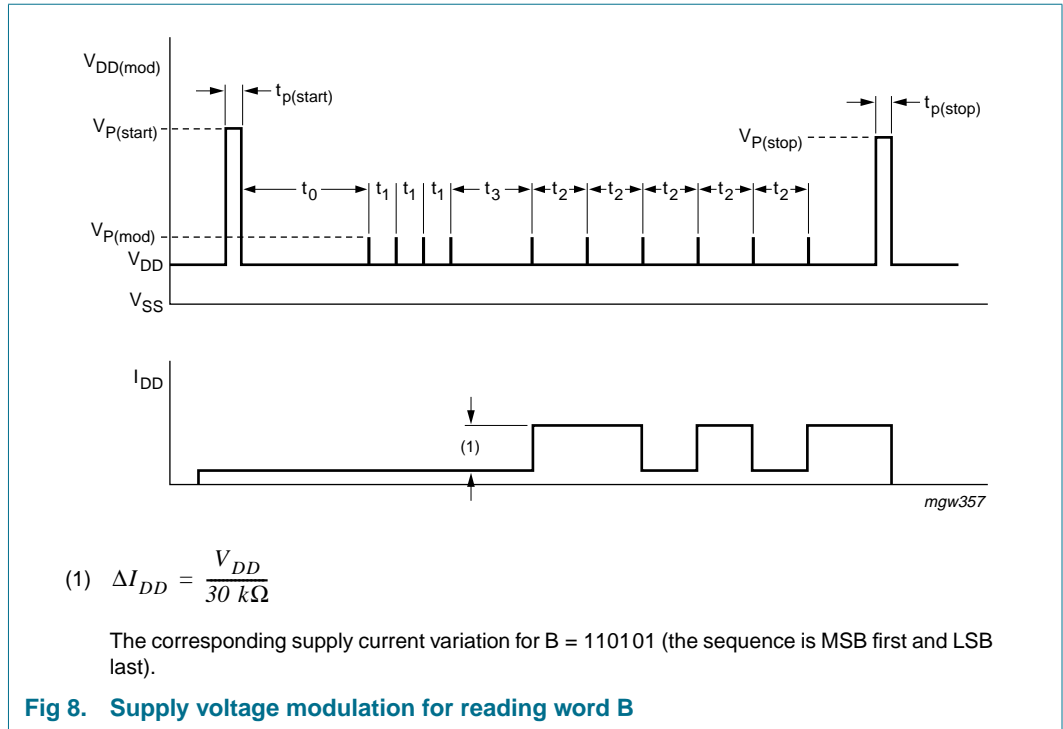 VDD(mod)
tp(start)
tp(stop)
VP(start)
VP(stop)
t0 t1 t1 t1 t3 t2 t2 t2 t2 t2
VP(mod)
VDD
VSS
IDD
(1)
mgw357
(1) ΔIDD = VDD / 30 kΩ
The corresponding supply current variation for B = 110101 (the sequence is MSB first and LSB
last).
Fig 8. Supply voltage modulation for reading word B